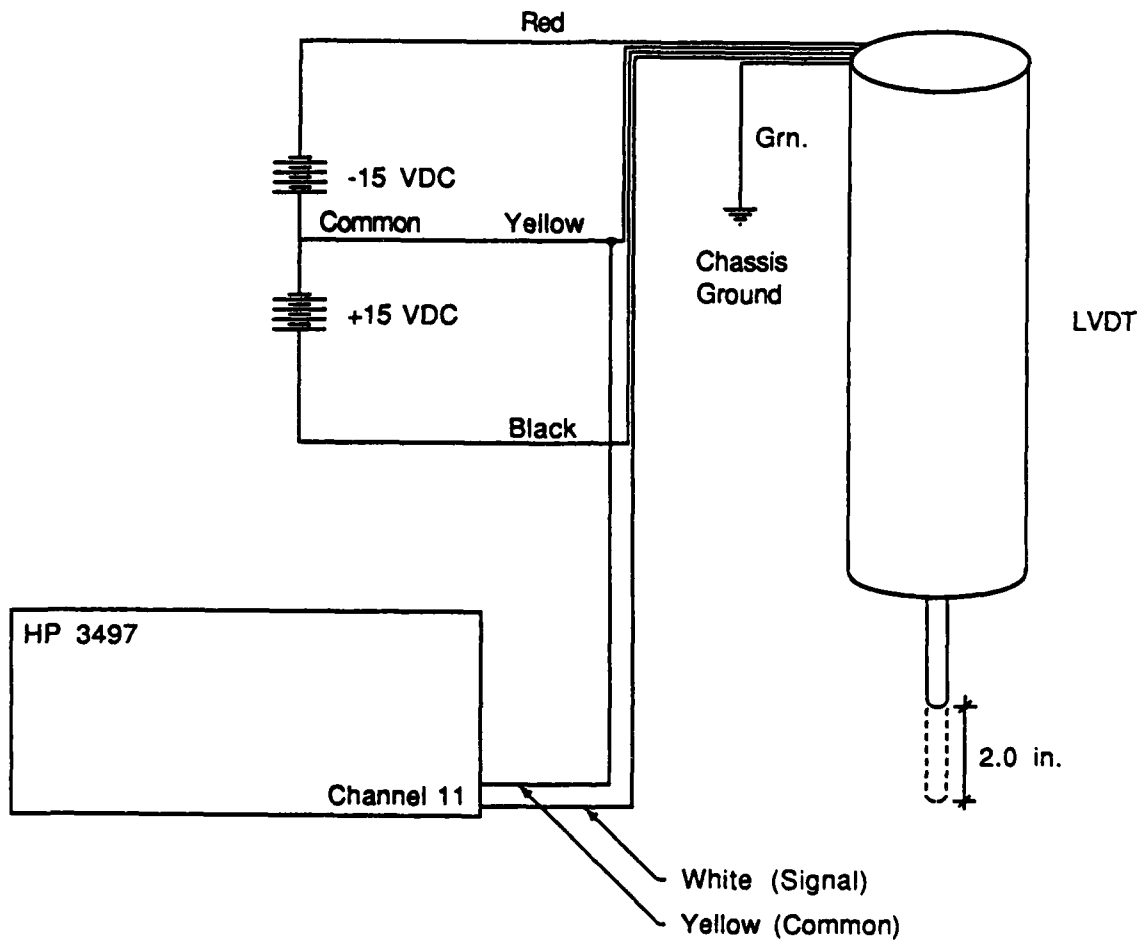 Red
Grn.
-15 VDC
Common
Yellow
Chassis
Ground
+15 VDC
LVDT
Black
HP 3497
2.0 in.
Channel 11
White (Signal)
Yellow (Common)